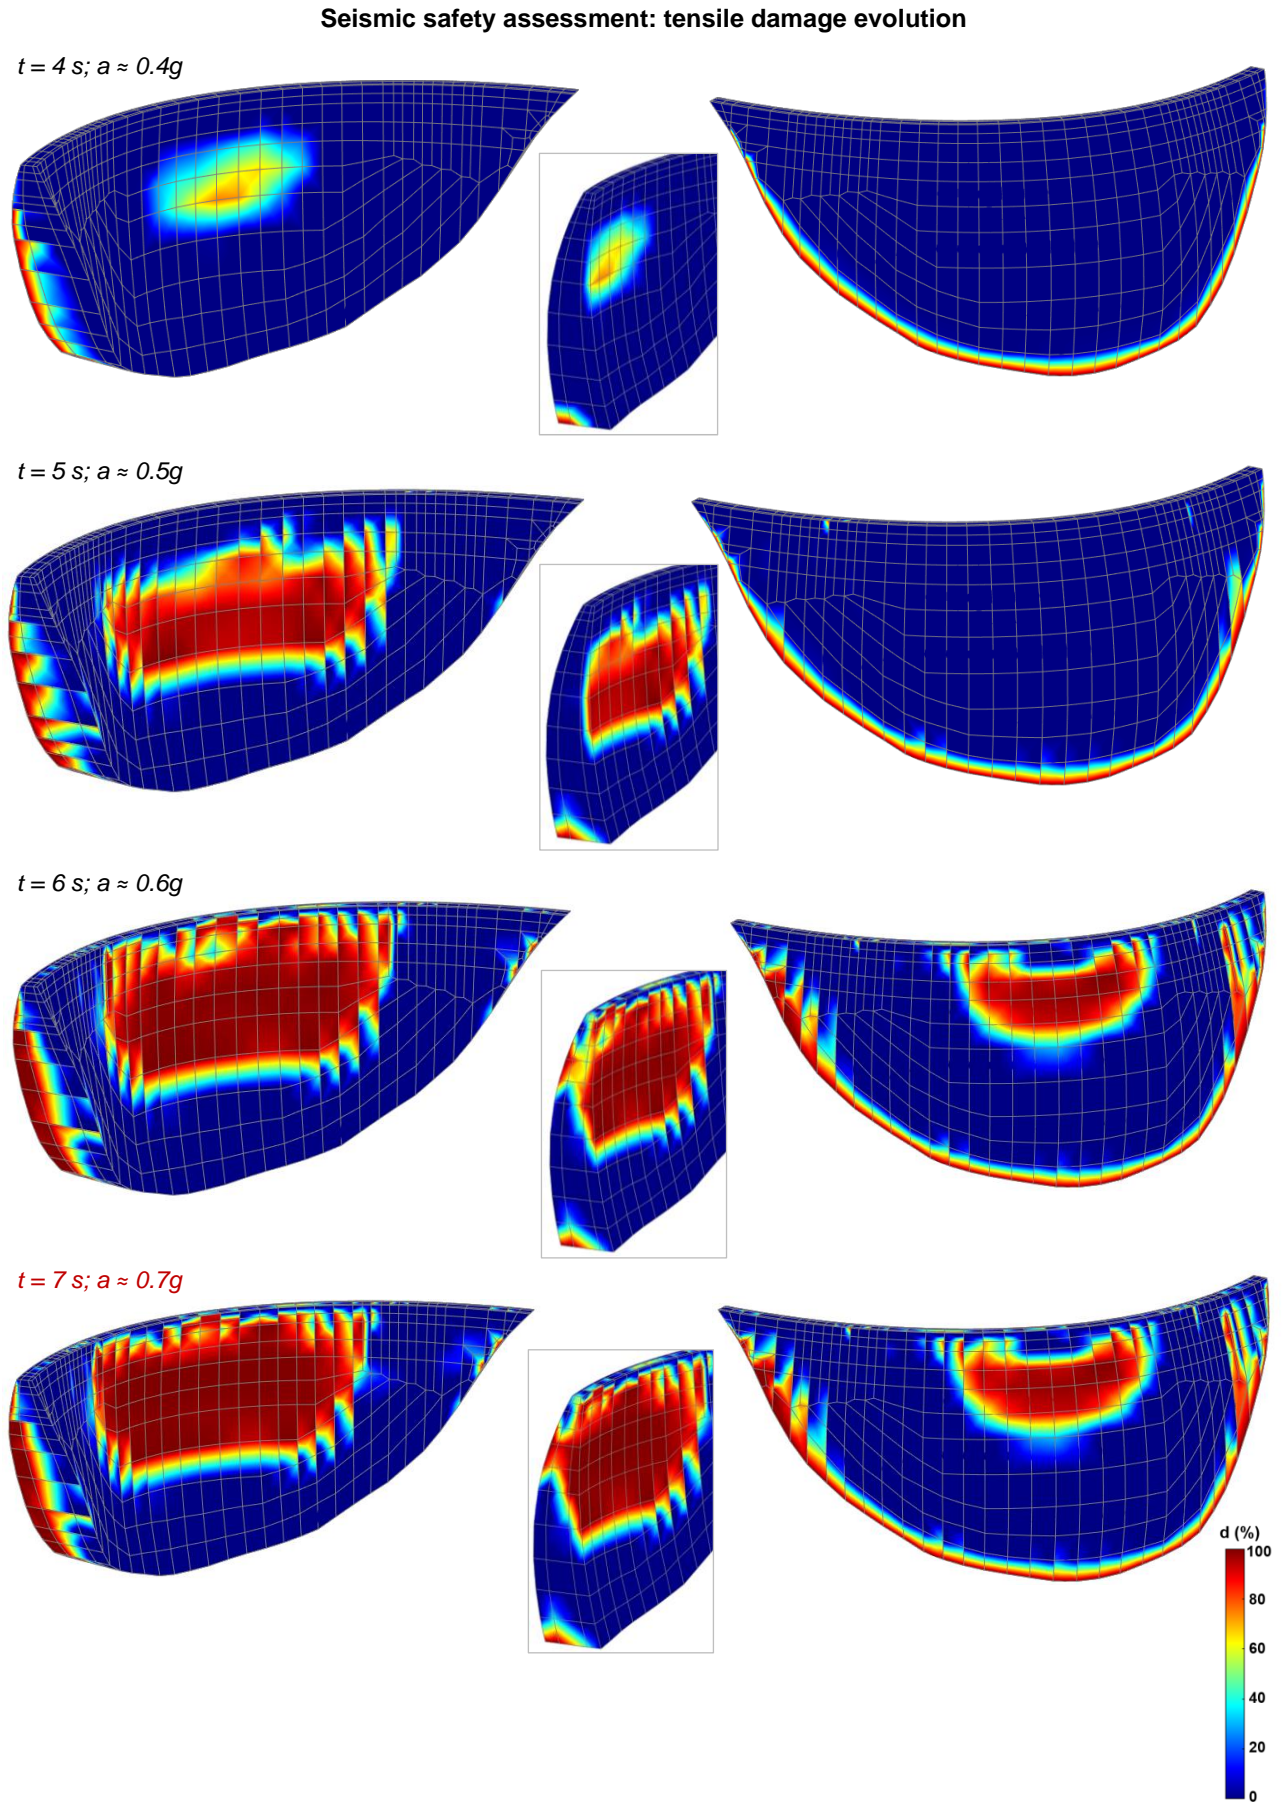 Seismic safety assessment: tensile damage evolution
t = 4 s; a ≈ 0.4g
t = 5 s; a ≈ 0.5g
t = 6 s; a ≈ 0.6g
t = 7 s; a ≈ 0.7g
d (%)
100
80
60
40
20
0